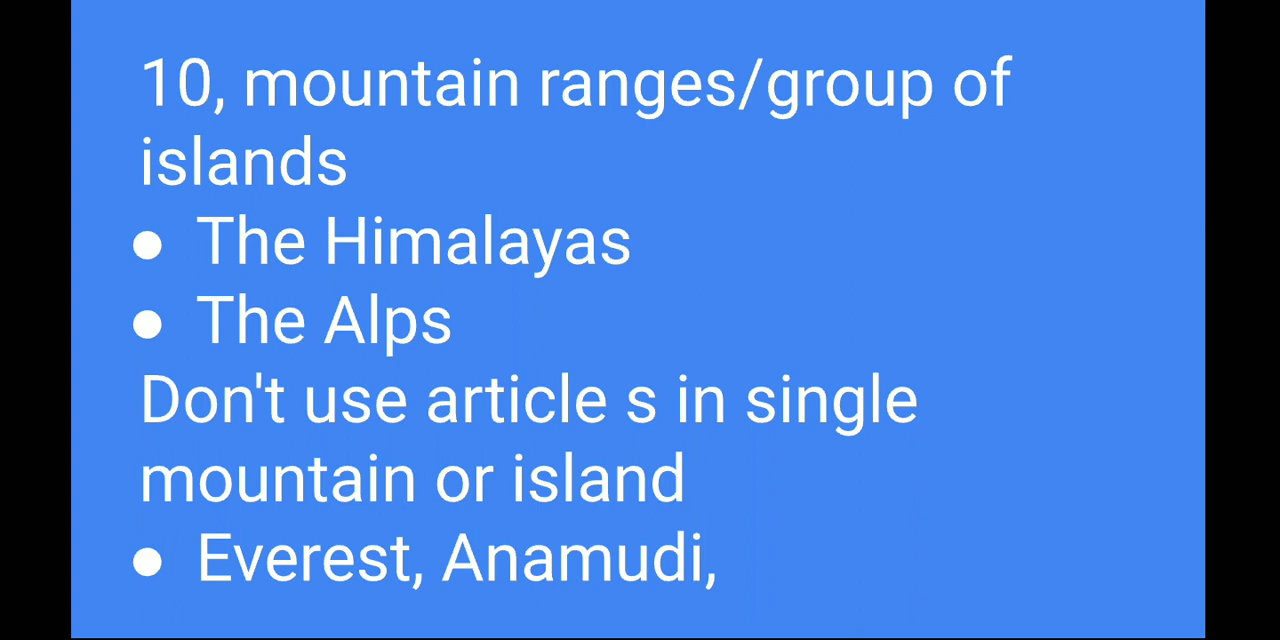 10, mountain ranges/group of
islands
● The Himalayas
● The Alps
Don't use article s in single
mountain or island
● Everest, Anamudi,